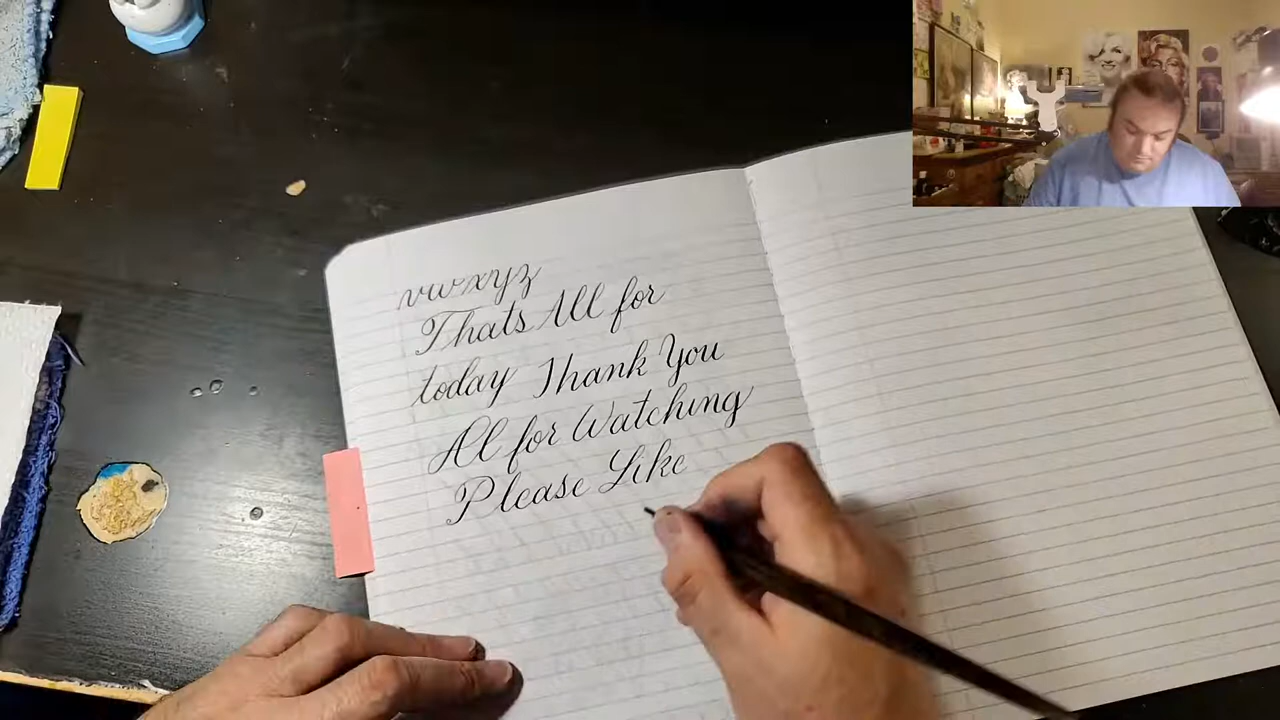 vwxyz
Thats All for
today Thank You
All for Watching
Please Like